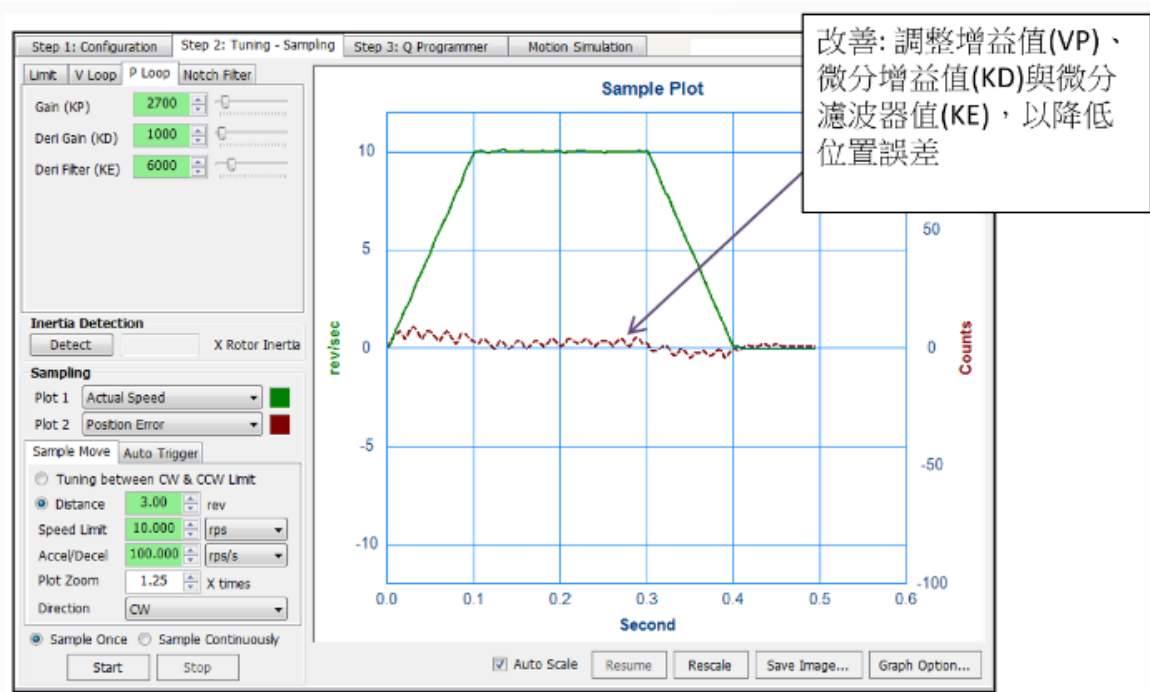 Step 1: Configuration
Step 2: Tuning - Sampling
Step 3: Q Programmer
Motion Simulation
改善: 調整增益值(VP)、
微分增益值(KD)與微分
濾波器值(KE)，以降低
位置誤差
Limit
V Loop
P Loop
Notch Filter
Gain (KP) 2700
Deri Gain (KD) 1000
Deri Filter (KE) 6000
Inertia Detection
Detect
X Rotor Inertia
Sampling
Plot 1 Actual Speed
Plot 2 Position Error
Sample Move
Auto Trigger
Tuning between CW & CCW Limit
Distance 3.00 rev
Speed Limit 10.000 rps
Accel/Decel 100.000 rps/s
Plot Zoom 1.25 X times
Direction CW
Sample Once
Sample Continuously
Start
Stop
Sample Plot
rev/sec
10
5
0
-5
-10
50
0
-50
-100
Counts
0.0 0.1 0.2 0.3 0.4 0.5 0.6
Second
Auto Scale
Resume
Rescale
Save Image...
Graph Option...